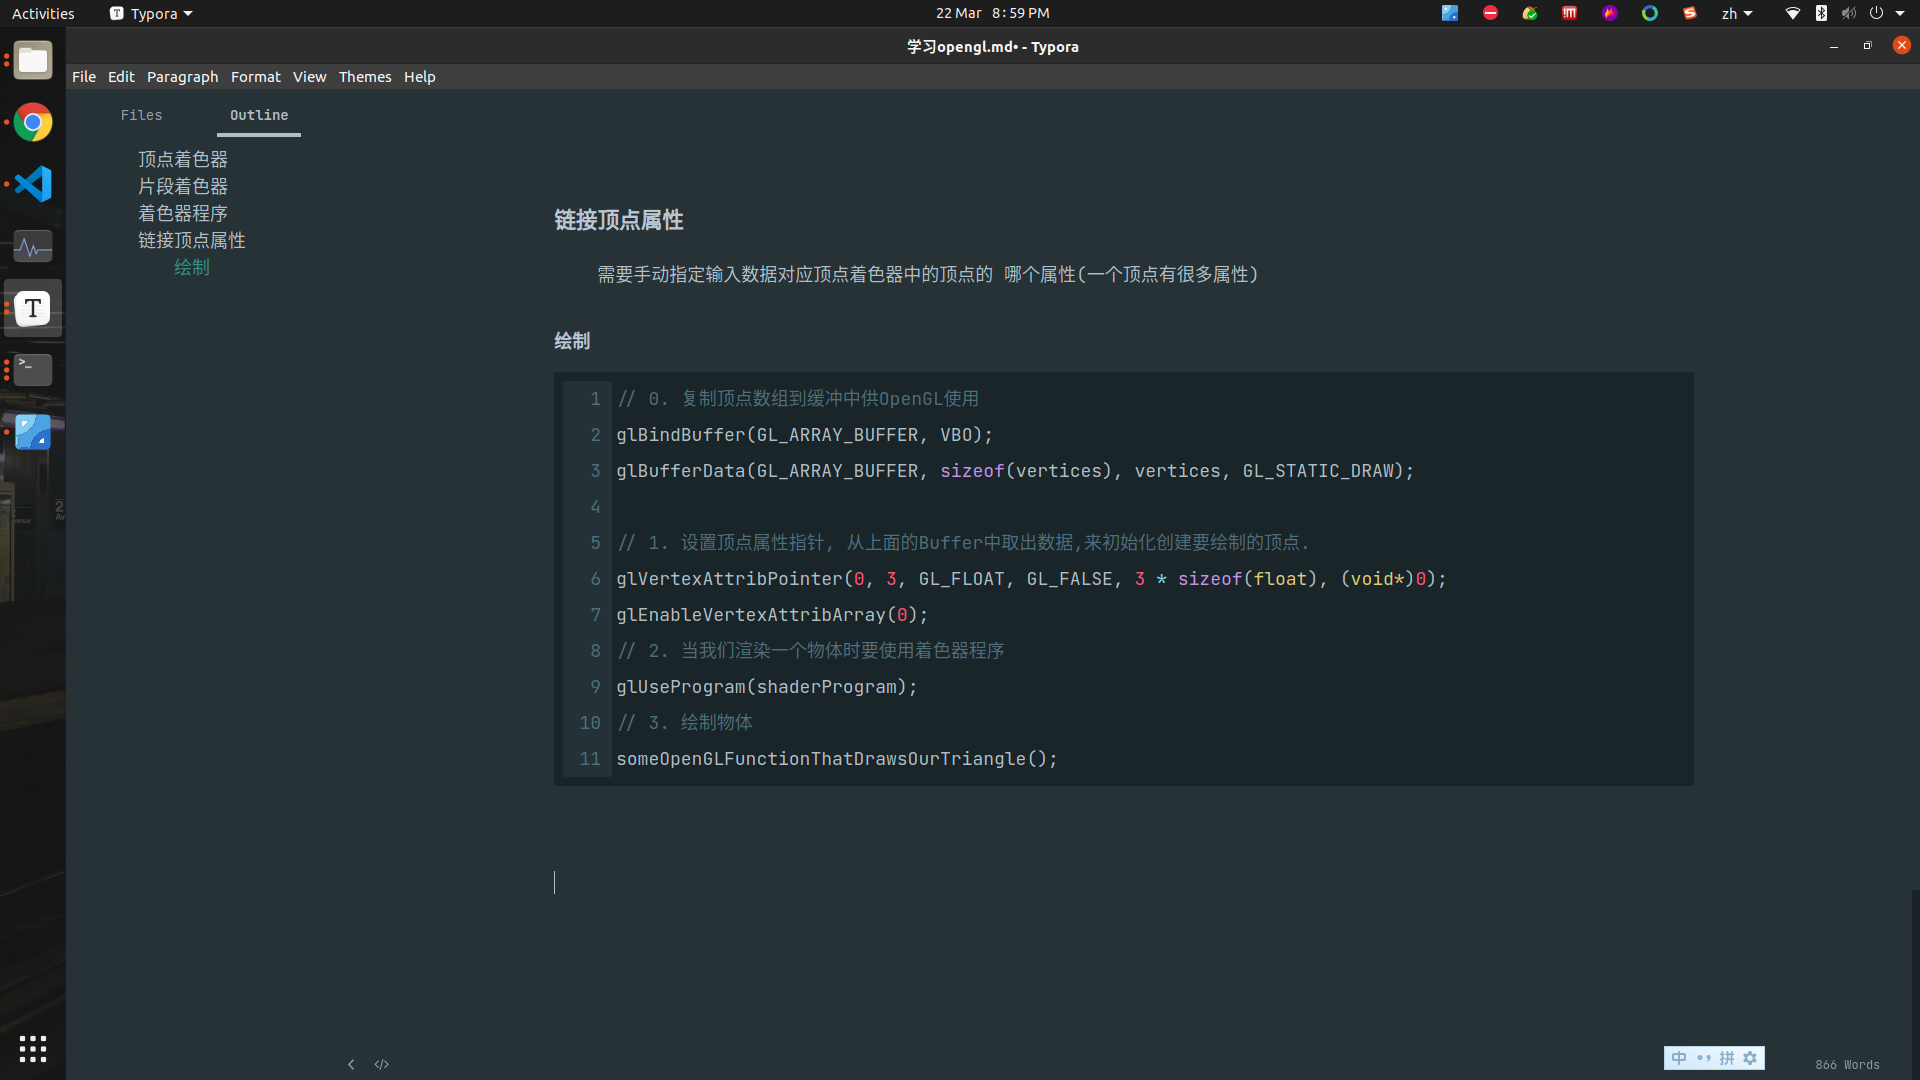 Activities
Typora
22 Mar 8:59 PM
zh
学习opengl.md• - Typora
File Edit Paragraph Format View Themes Help
Files
Outline
顶点着色器
片段着色器
着色器程序
链接顶点属性
绘制
链接顶点属性
需要手动指定输入数据对应顶点着色器中的顶点的 哪个属性(一个顶点有很多属性)
绘制
1 // 0. 复制顶点数组到缓冲中供OpenGL使用
2 glBindBuffer(GL_ARRAY_BUFFER, VBO);
3 glBufferData(GL_ARRAY_BUFFER, sizeof(vertices), vertices, GL_STATIC_DRAW);
4
5 // 1. 设置顶点属性指针, 从上面的Buffer中取出数据,来初始化创建要绘制的顶点.
6 glVertexAttribPointer(0, 3, GL_FLOAT, GL_FALSE, 3 * sizeof(float), (void*)0);
7 glEnableVertexAttribArray(0);
8 // 2. 当我们渲染一个物体时要使用着色器程序
9 glUseProgram(shaderProgram);
10 // 3. 绘制物体
11 someOpenGLFunctionThatDrawsOurTriangle();
中 拼
866 Words